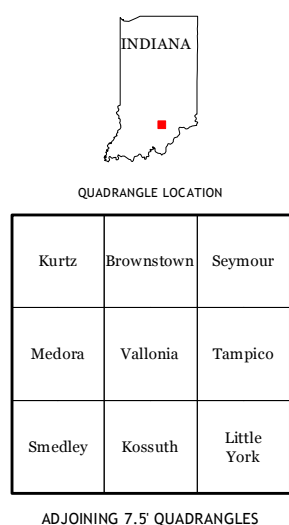 INDIANA
QUADRANGLE LOCATION
Kurtz Brownstown Seymour
Medora Vallonia Tampico
Smedley Kossuth Little York
ADJOINING 7.5' QUADRANGLES